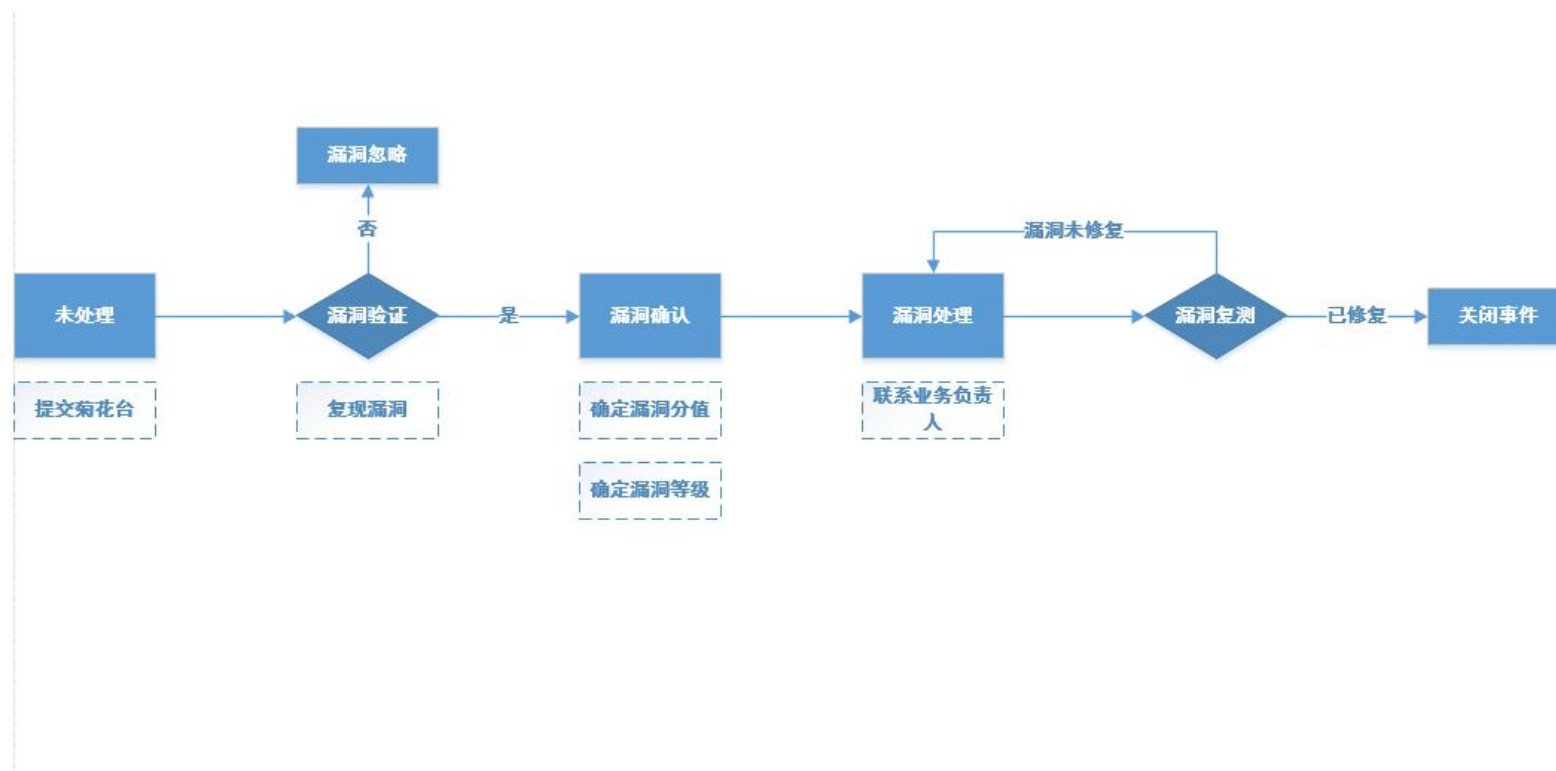 漏洞忽略
否
漏洞未修复
未处理
漏洞验证
是
漏洞确认
漏洞处理
漏洞复测
已修复
关闭事件
提交菊花台
复现漏洞
确定漏洞分值
联系业务负责
人
确定漏洞等级